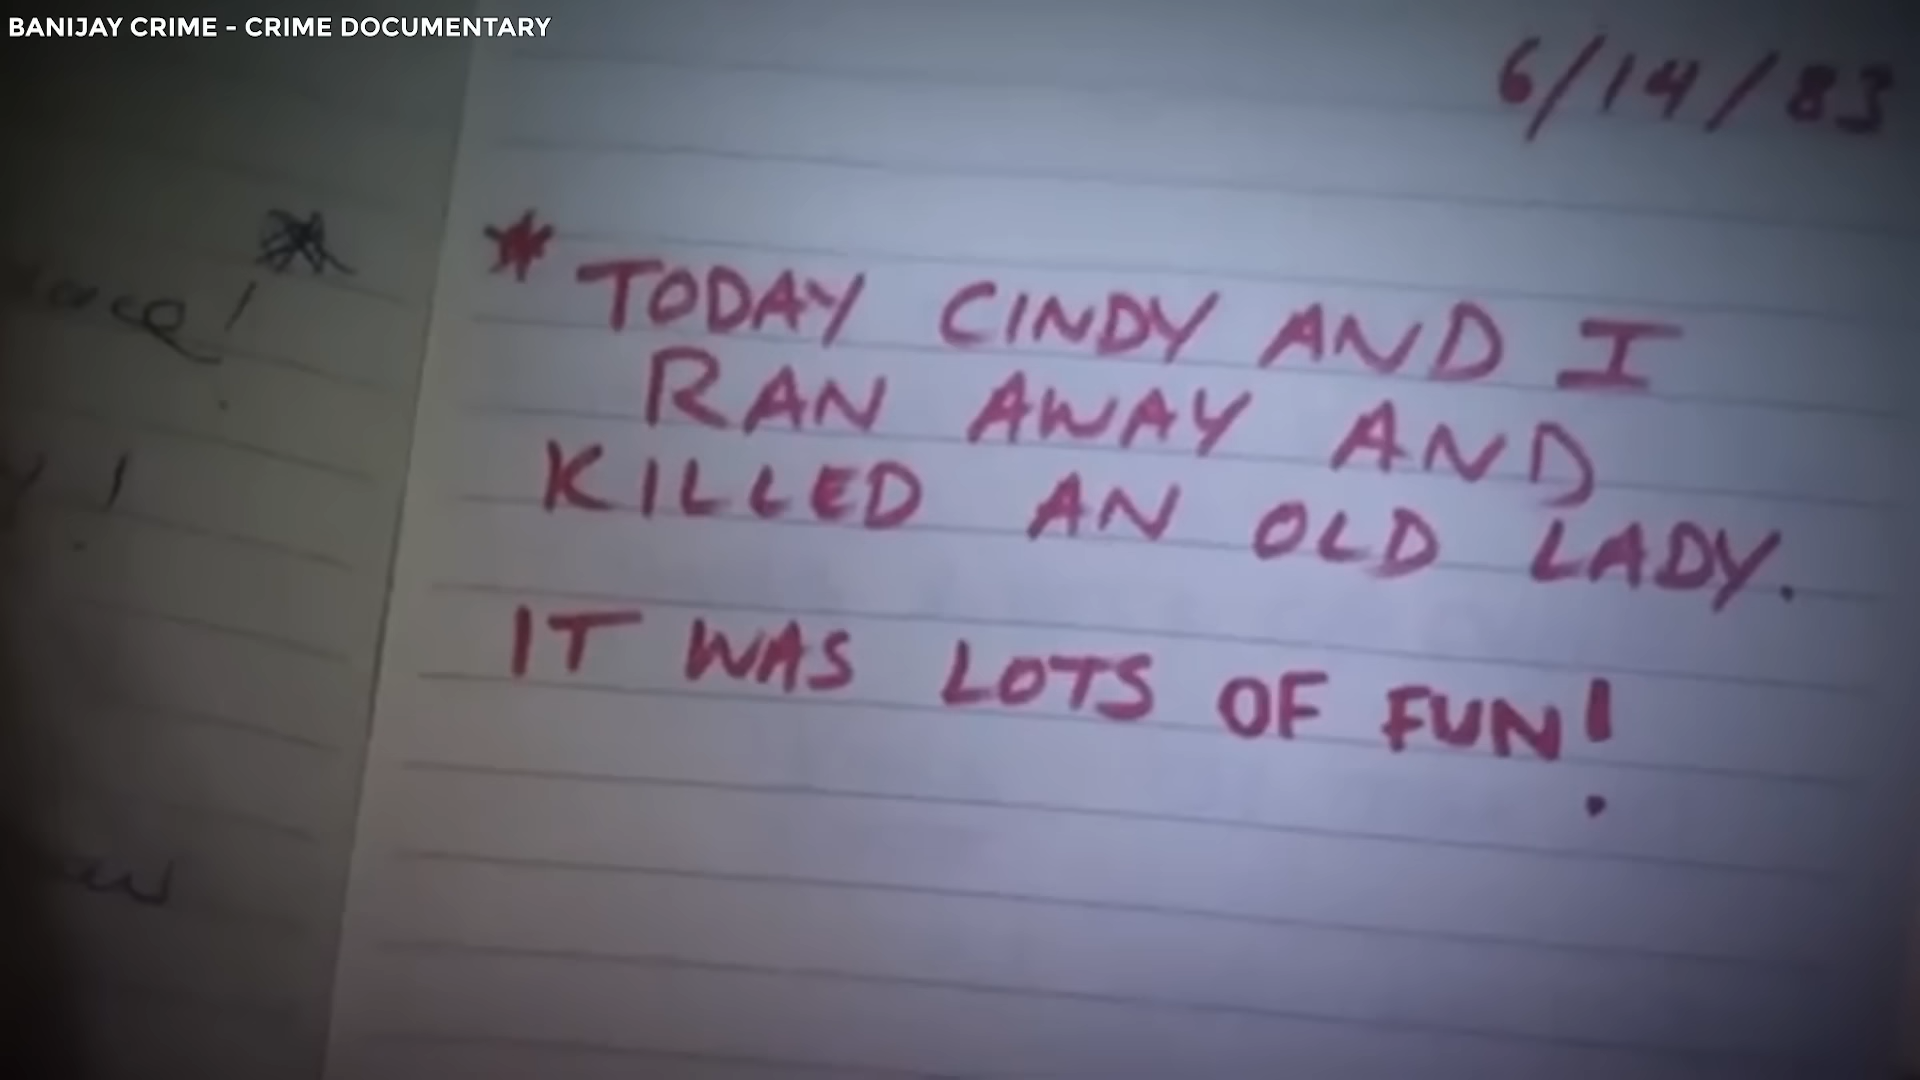 BANIJAY CRIME - CRIME DOCUMENTARY
6/14/83
* TODAY CINDY AND I
RAN AWAY AND
KILLED AN OLD LADY.
IT WAS LOTS OF FUN!